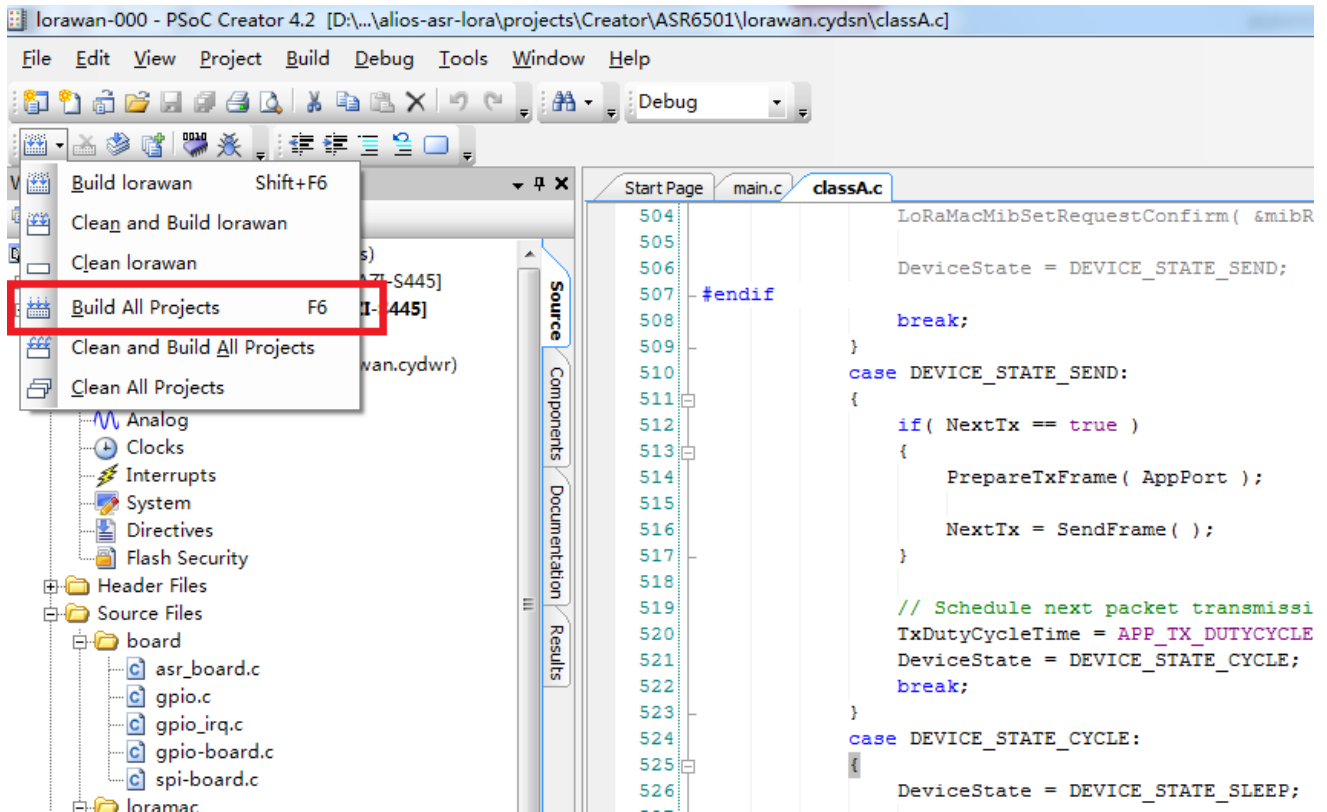 lorawan-000 - PSoC Creator 4.2 [D:\...\alios-asr-lora\projects\Creator\ASR6501\lorawan.cydsn\classA.c]
File Edit View Project Build Debug Tools Window Help
Debug
Build lorawan Shift+F6
Clean and Build lorawan
Clean lorawan
Build All Projects F6
Clean and Build All Projects
Clean All Projects
s)
-S445]
445]
wan.cydwr)
Analog
Clocks
Interrupts
System
Directives
Flash Security
Header Files
Source Files
board
asr_board.c
gpio.c
gpio_irq.c
gpio-board.c
spi-board.c
loramac
Source
Components
Documentation
Results
Start Page main.c classA.c
504 LoRaMacMibSetRequestConfirm( &mibR
505
506 DeviceState = DEVICE_STATE_SEND;
507 #endif
508 break;
509 }
510 case DEVICE_STATE_SEND:
511 {
512 if( NextTx == true )
513 {
514 PrepareTxFrame( AppPort );
515
516 NextTx = SendFrame( );
517 }
518
519 // Schedule next packet transmissi
520 TxDutyCycleTime = APP_TX_DUTYCYCLE
521 DeviceState = DEVICE_STATE_CYCLE;
522 break;
523 }
524 case DEVICE_STATE_CYCLE:
525 {
526 DeviceState = DEVICE_STATE_SLEEP;